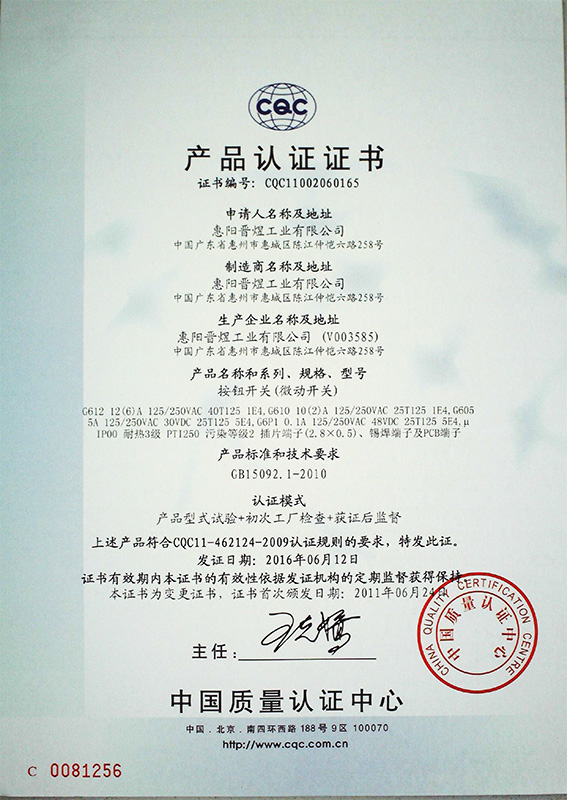 CQC
产品认证证书
证书编号: CQC11002060165
申请人名称及地址
惠阳晋煜工业有限公司
中国广东省惠州市惠城区陈江仲恺六路258号
制造商名称及地址
惠阳晋煜工业有限公司
中国广东省惠州市惠城区陈江仲恺六路258号
生产企业名称及地址
惠阳晋煜工业有限公司 (V003585)
中国广东省惠州市惠城区陈江仲恺六路258号
产品名称和系列、规格、型号
按钮开关(微动开关)
G612 12(6)A 125/250VAC 40T125 1E4,G610 10(2)A 125/250VAC 25T125 1E4,G605
5A 125/250VAC 30VDC 25T125 5E4,G6P1 0.1A 125/250VAC 48VDC 25T125 5E4,μ
IP00 耐热3级 PTI250 污染等级2 插片端子(2.8×0.5)、锡焊端子及PCB端子
产品标准和技术要求
GB15092.1-2010
认证模式
产品型式试验+初次工厂检查+获证后监督
上述产品符合CQC11-462124-2009认证规则的要求，特发此证。
发证日期: 2016年06月12日
证书有效期内本证书的有效性依据发证机构的定期监督获得保持
本证书为变更证书，证书首次颁发日期: 2011年06月24日
CHINA QUALITY CERTIFICATION CENTRE
中国质量认证中心
主任:
中国质量认证中心
中国．北京．南四环西路188号9区 100070
http://www.cqc.com.cn
C 0081256